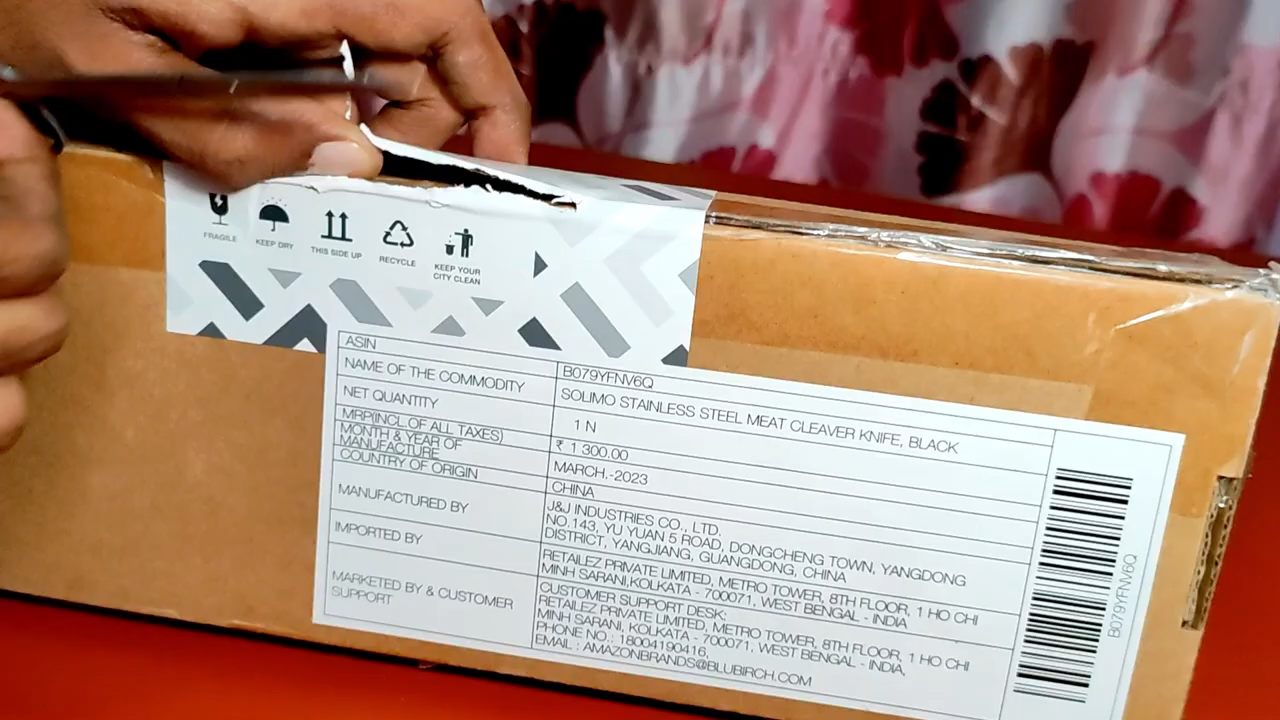 FRAGILE
KEEP DRY
THIS SIDE UP
RECYCLE
KEEP YOUR
CITY CLEAN
ASIN
B079YFNV6Q
NAME OF THE COMMODITY
SOLIMO STAINLESS STEEL MEAT CLEAVER KNIFE, BLACK
NET QUANTITY
1 N
MRP(INCL OF ALL TAXES)
₹ 1 300.00
MONTH & YEAR OF
MANUFACTURE
MARCH.-2023
COUNTRY OF ORIGIN
CHINA
MANUFACTURED BY
J&J INDUSTRIES CO., LTD.
NO.143, YU YUAN 5 ROAD, DONGCHENG TOWN, YANGDONG
DISTRICT, YANGJIANG, GUANGDONG, CHINA
IMPORTED BY
RETAILEZ PRIVATE LIMITED, METRO TOWER, 8TH FLOOR, 1 HO CHI
MINH SARANI,KOLKATA - 700071, WEST BENGAL - INDIA
MARKETED BY & CUSTOMER
SUPPORT
CUSTOMER SUPPORT DESK:
RETAILEZ PRIVATE LIMITED, METRO TOWER, 8TH FLOOR, 1 HO CHI
MINH SARANI, KOLKATA - 700071, WEST BENGAL - INDIA,
PHONE NO.: 18004190416,
EMAIL : AMAZONBRANDS@BLUBIRCH.COM
B079YFNV6Q